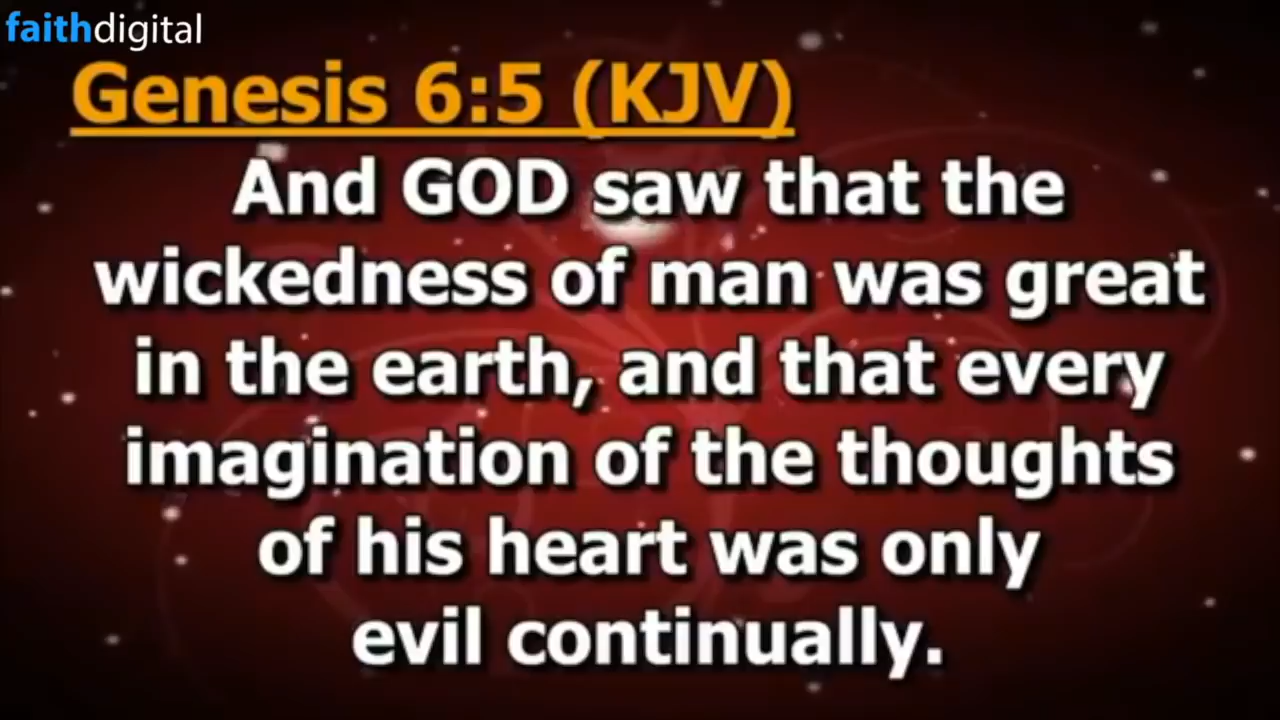 faithdigital
Genesis 6:5 (KJV)
And GOD saw that the
wickedness of man was great
in the earth, and that every
imagination of the thoughts
of his heart was only
evil continually.